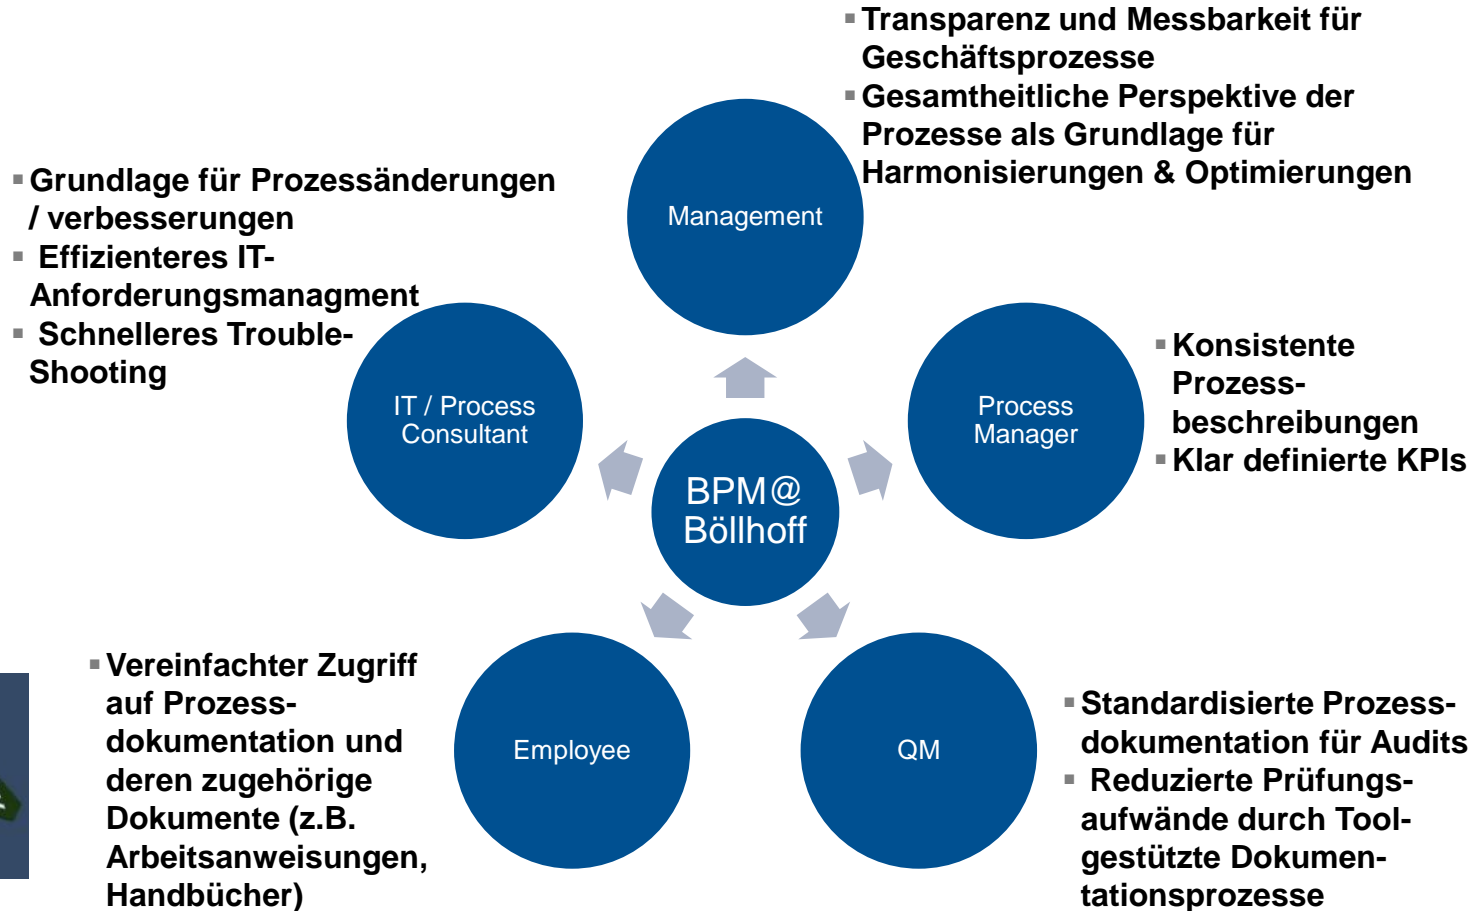 ▪ Transparenz und Messbarkeit für
Geschäftsprozesse
▪ Gesamtheitliche Perspektive der
Prozesse als Grundlage für
Harmonisierungen & Optimierungen
▪ Grundlage für Prozessänderungen
/ verbesserungen
▪ Effizienteres IT-
Anforderungsmanagment
▪ Schnelleres Trouble-
Shooting
Management
IT / Process
Consultant
Process
Manager
▪ Konsistente
Prozess-
beschreibungen
▪ Klar definierte KPIs
BPM@
Böllhoff
▪ Vereinfachter Zugriff
auf Prozess-
dokumentation und
deren zugehörige
Dokumente (z.B.
Arbeitsanweisungen,
Handbücher)
Employee
QM
▪ Standardisierte Prozess-
dokumentation für Audits
▪ Reduzierte Prüfungs-
aufwände durch Tool-
gestützte Dokumen-
tationsprozesse